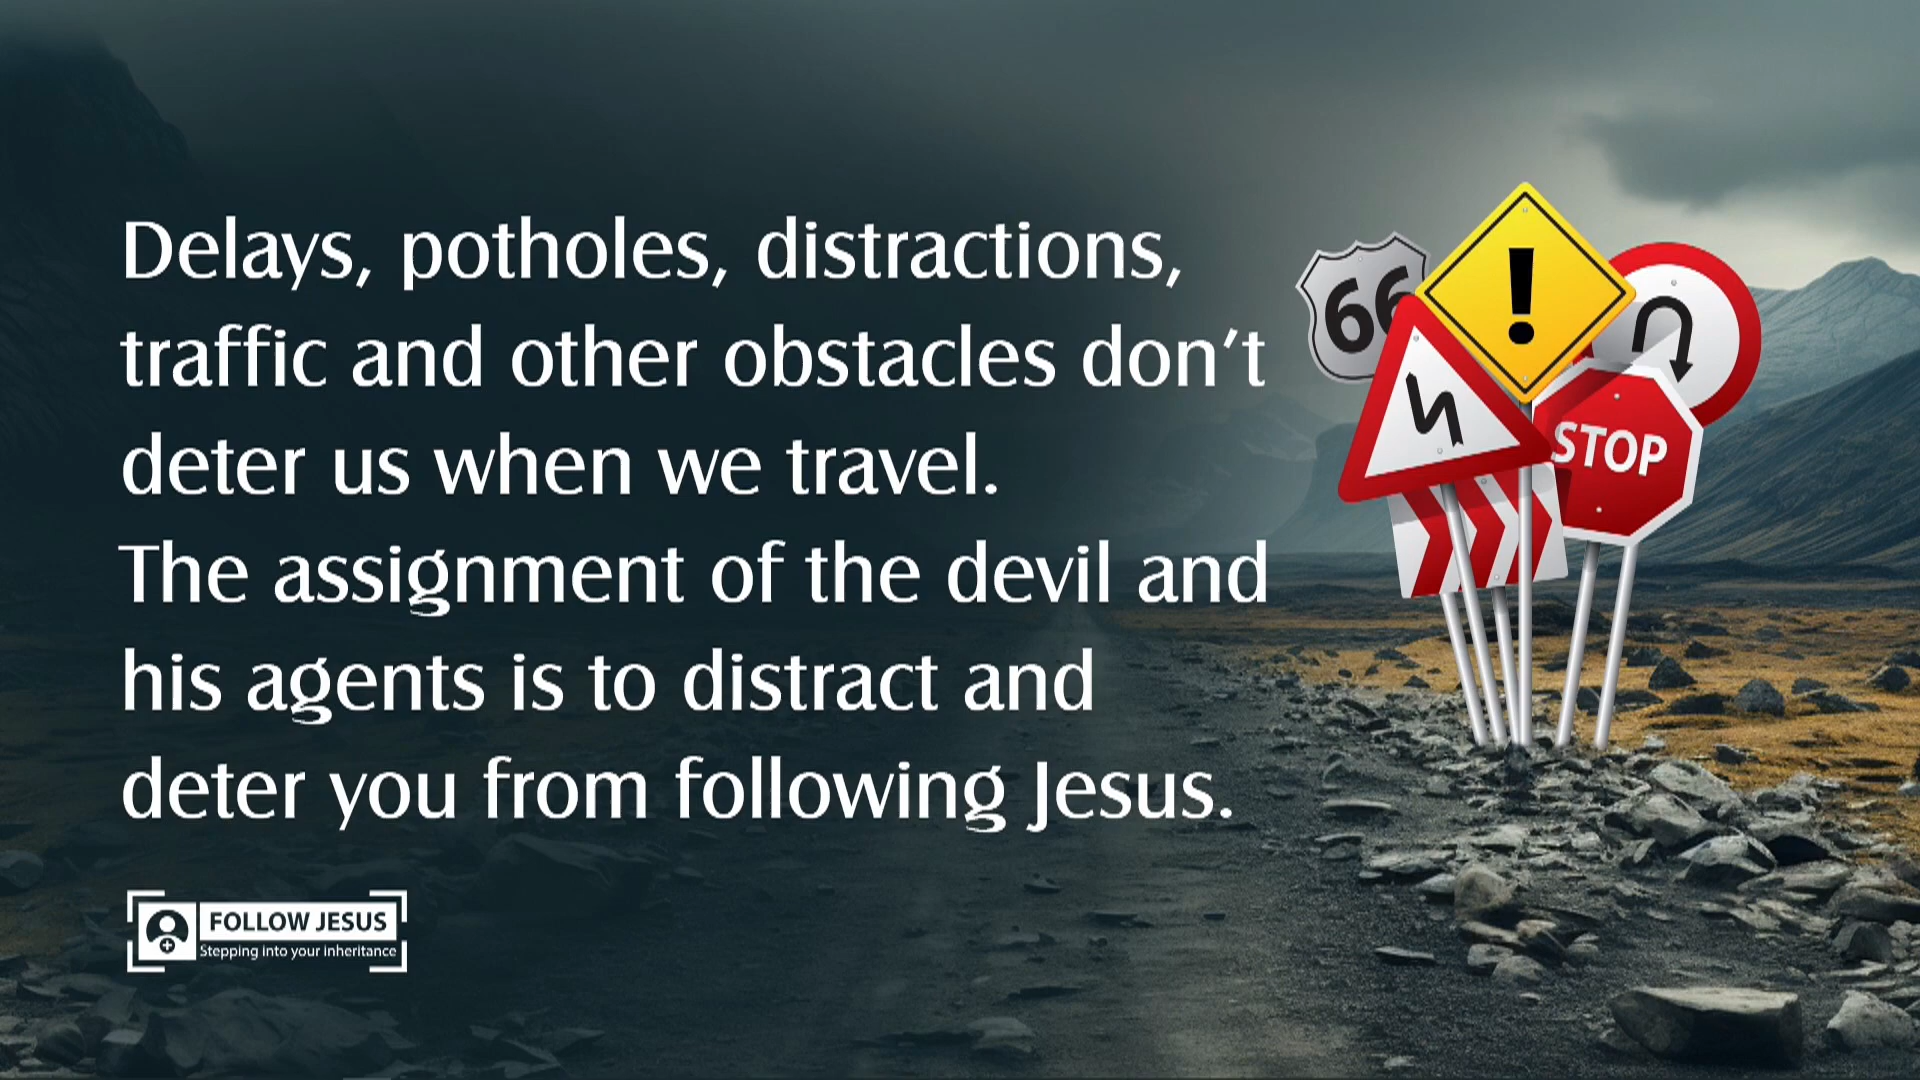 Delays, potholes, distractions,
traffic and other obstacles don’t
deter us when we travel.
The assignment of the devil and
his agents is to distract and
deter you from following Jesus.
66
!
STOP
FOLLOW JESUS
Stepping into your inheritance